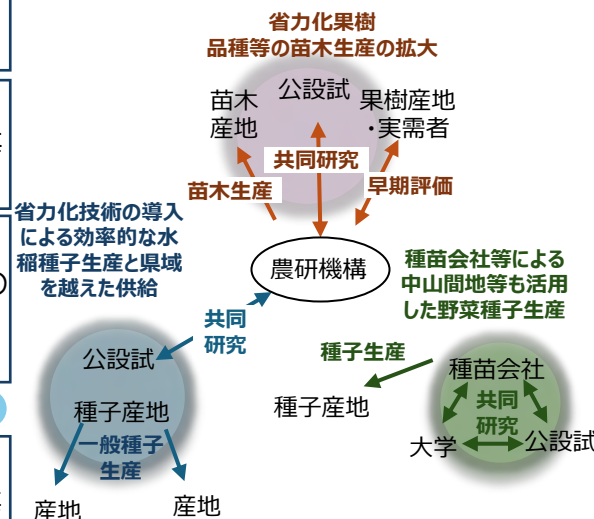 省力化果樹
品種等の苗木生産の拡大
公設試
苗木
産地
果樹産地
・実需者
共同研究
苗木生産
早期評価
省力化技術の導入
による効率的な水
稲種子生産と県域
を越えた供給
農研機構
種苗会社等による
中山間地等も活用
した野菜種子生産
共同
研究
公設試
種子産地
一般種子
生産
産地
産地
種子生産
種子産地
種苗会社
共同
研究
大学
公設試